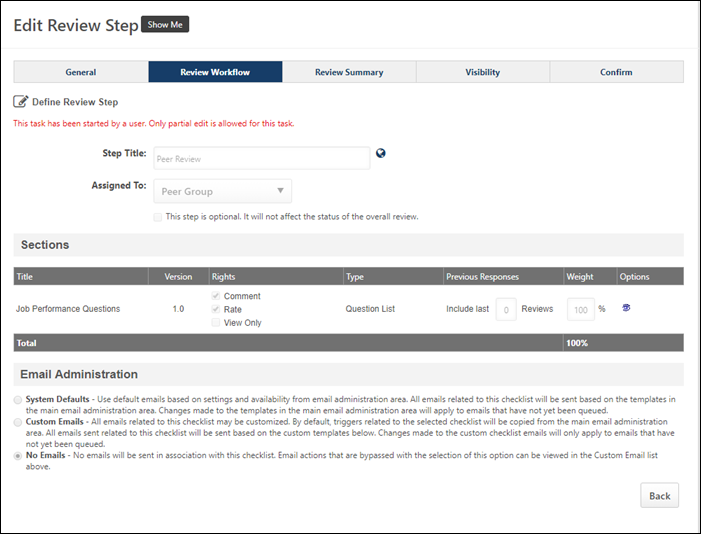 Edit Review Step Show Me
General Review Workflow Review Summary Visibility Confirm
Define Review Step
This task has been started by a user. Only partial edit is allowed for this task.
Step Title: Peer Review
Assigned To: Peer Group
This step is optional. It will not affect the status of the overall review.
Sections
Title Version Rights Type Previous Responses Weight Options
Comment
Job Performance Questions 1.0 Rate Question List Include last 0 Reviews 100 %
View Only
Total 100%
Email Administration
System Defaults - Use default emails based on settings and availability from email administration area. All emails related to this checklist will be sent based on the templates in
the main email administration area. Changes made to the templates in the main email administration area will apply to emails that have not yet been queued.
Custom Emails - All emails related to this checklist may be customized. By default, triggers related to the selected checklist will be copied from the main email administration
area. All emails sent related to this checklist will be sent based on the custom templates below. Changes made to the custom checklist emails will only apply to emails that have
not yet been queued.
No Emails - No emails will be sent in association with this checklist. Email actions that are bypassed with the selection of this option can be viewed in the Custom Email list
above.
Back